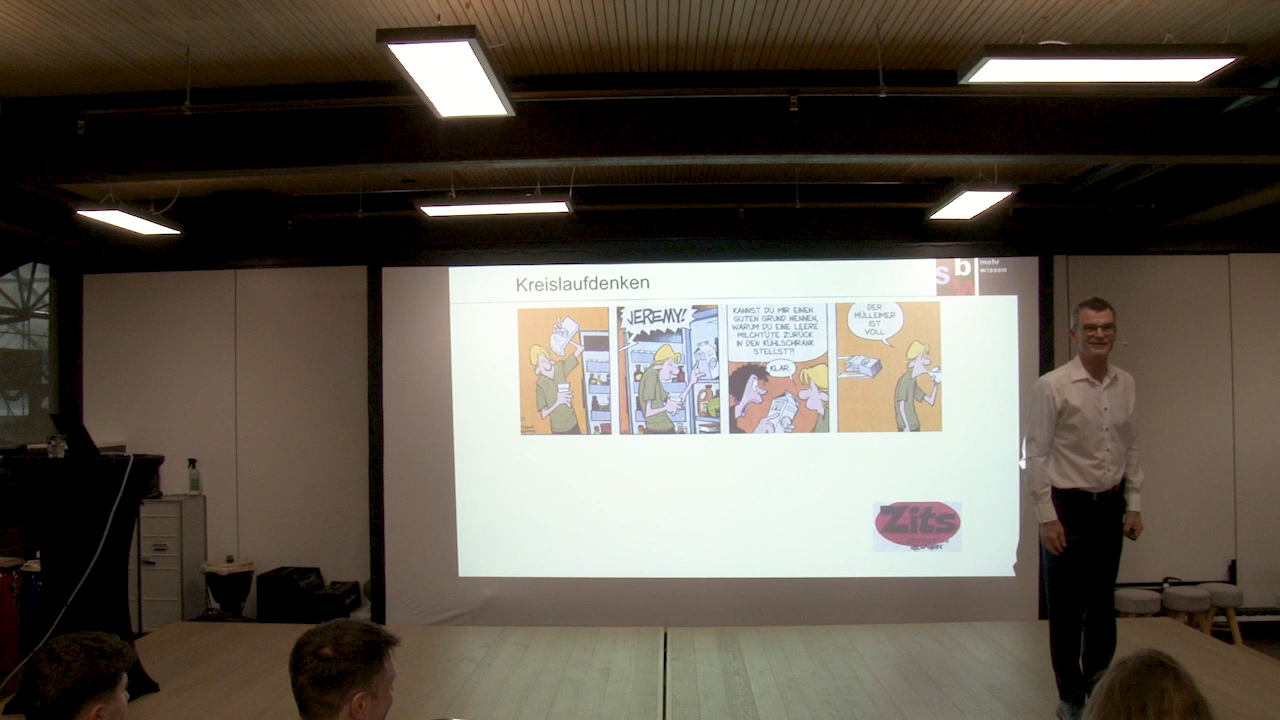 Kreislaufdenken
sb
mehr
wissen
JEREMY!
KANNST DU MIR EINEN
GUTEN GRUND NENNEN,
WARUM DU EINE LEERE
MILCHTÜTE ZURÜCK
IN DEN KÜHLSCHRANK
STELLST?!
KLAR.
DER
MÜLLEIMER
IST
VOLL.
Zits